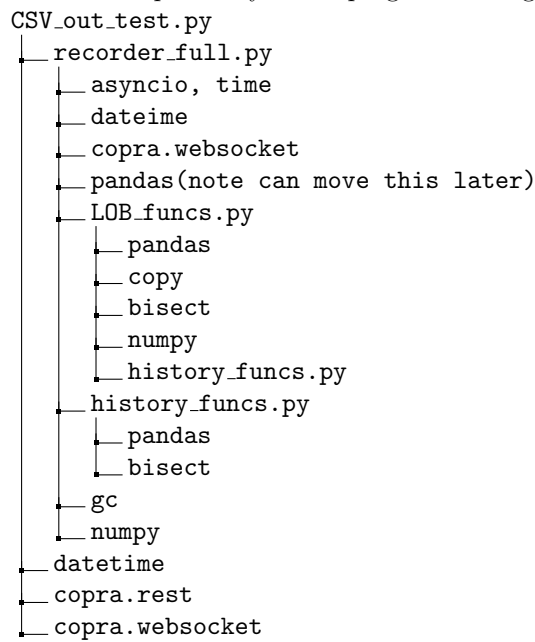 CSV_out_test.py
recorder_full.py
asyncio, time
dateime
copra.websocket
pandas(note can move this later)
LOB_funcs.py
pandas
copy
bisect
numpy
history_funcs.py
history_funcs.py
pandas
bisect
gc
numpy
datetime
copra.rest
copra.websocket